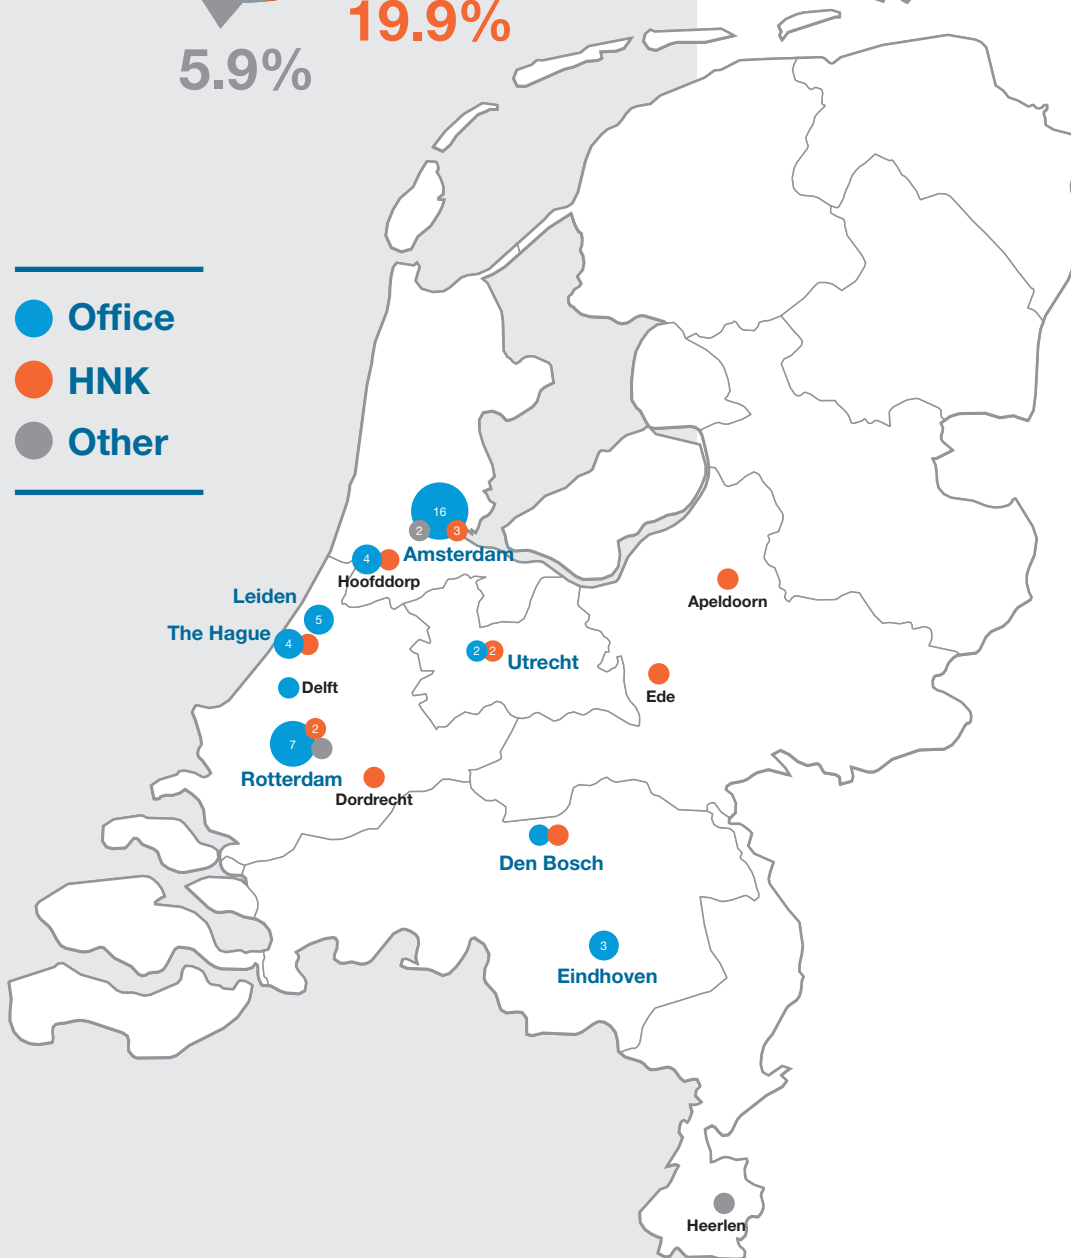 19.9%
5.9%
Office
HNK
Other
16
2
3
Amsterdam
4
Hoofddorp
Apeldoorn
Leiden
5
The Hague
4
2
2
Utrecht
Ede
Delft
2
7
Rotterdam
Dordrecht
Den Bosch
3
Eindhoven
Heerlen